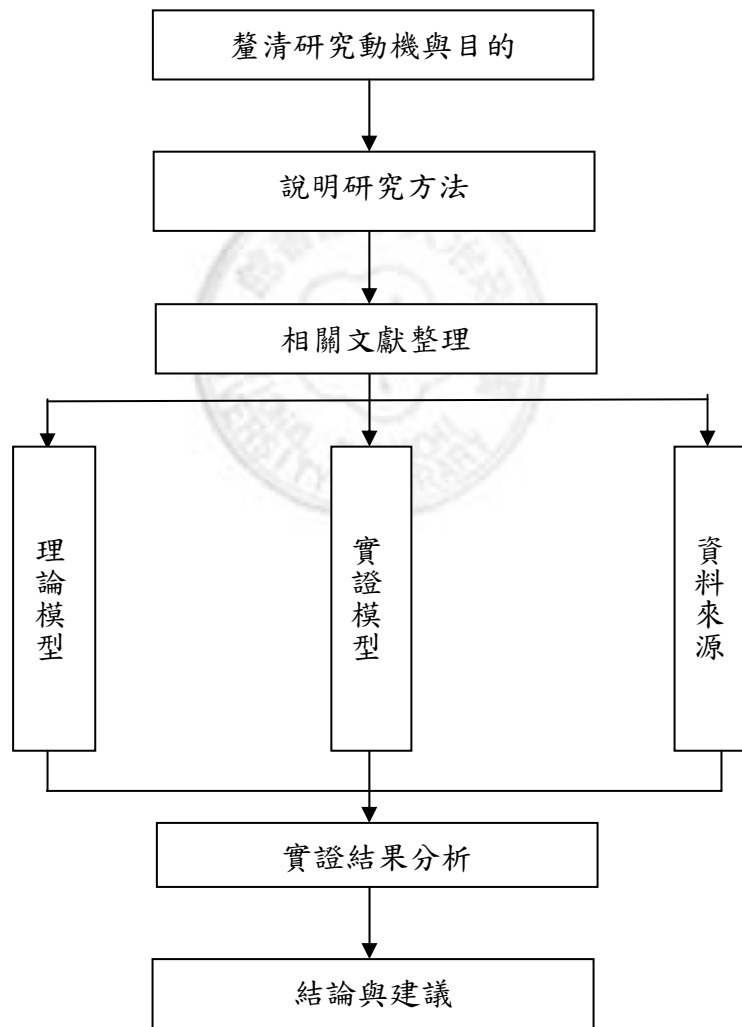 釐清研究動機與目的
說明研究方法
相關文獻整理
理論模型
實證模型
資料來源
實證結果分析
結論與建議